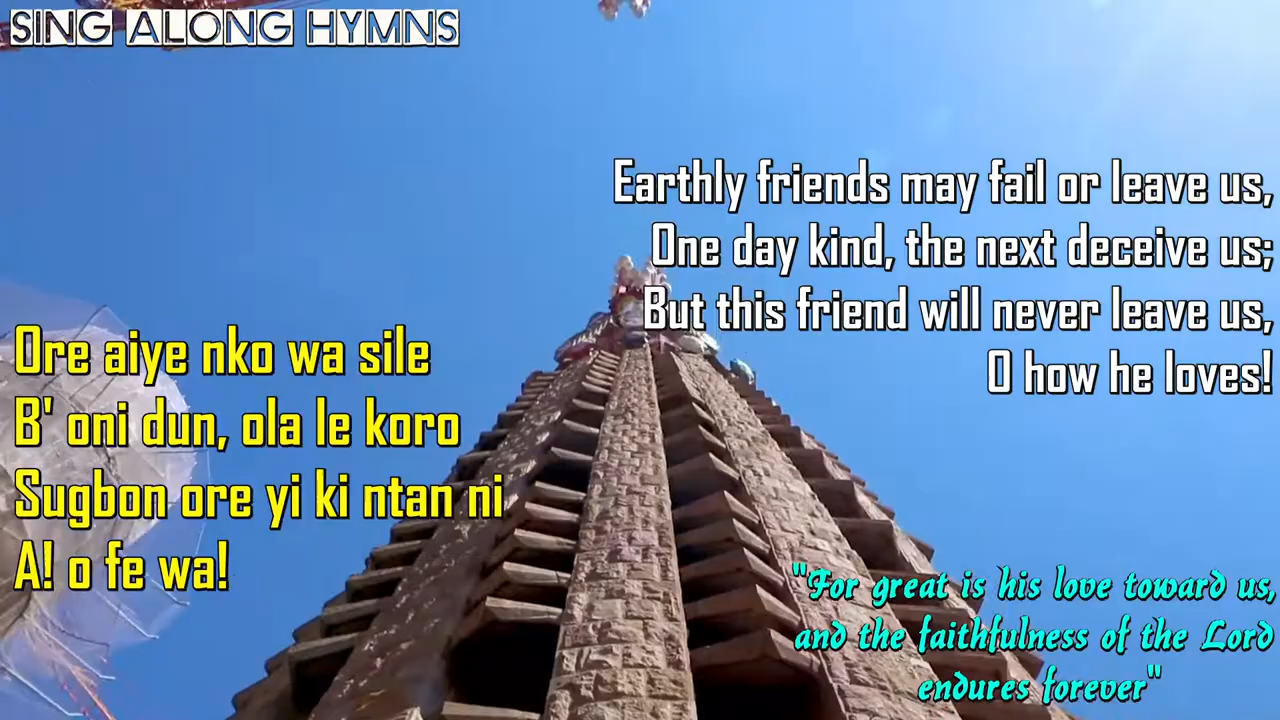 SING ALONG HYMNS
Earthly friends may fail or leave us,
One day kind, the next deceive us;
But this friend will never leave us,
O how he loves!
Ore aiye nko wa sile
B' oni dun, ola le koro
Sugbon ore yi ki ntan ni
A! o fe wa!
"For great is his love toward us,
and the faithfulness of the Lord
endures forever"